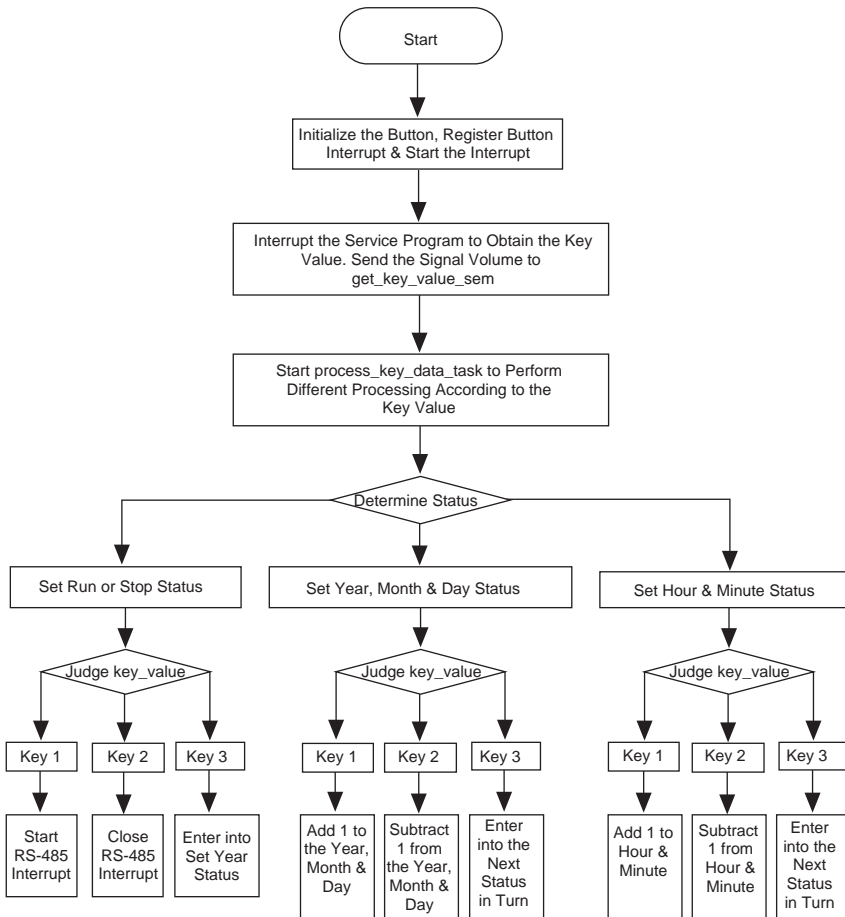 Start
Initialize the Button, Register Button
Interrupt & Start the Interrupt
Interrupt the Service Program to Obtain the Key
Value. Send the Signal Volume to
get_key_value_sem
Start process_key_data_task to Perform
Different Processing According to the
Key Value
Determine Status
Set Run or Stop Status
Set Year, Month & Day Status
Set Hour & Minute Status
Judge key_value
Judge key_value
Judge key_value
Key 1
Key 2
Key 3
Key 1
Key 2
Key 3
Key 1
Key 2
Key 3
Start
RS-485
Interrupt
Close
RS-485
Interrupt
Enter into
Set Year
Status
Add 1 to
the Year,
Month &
Day
Subtract
1 from
the Year,
Month &
Day
Enter
into the
Next
Status
in Turn
Add 1 to
Hour &
Minute
Subtract
1 from
Hour &
Minute
Enter
into the
Next
Status
in Turn